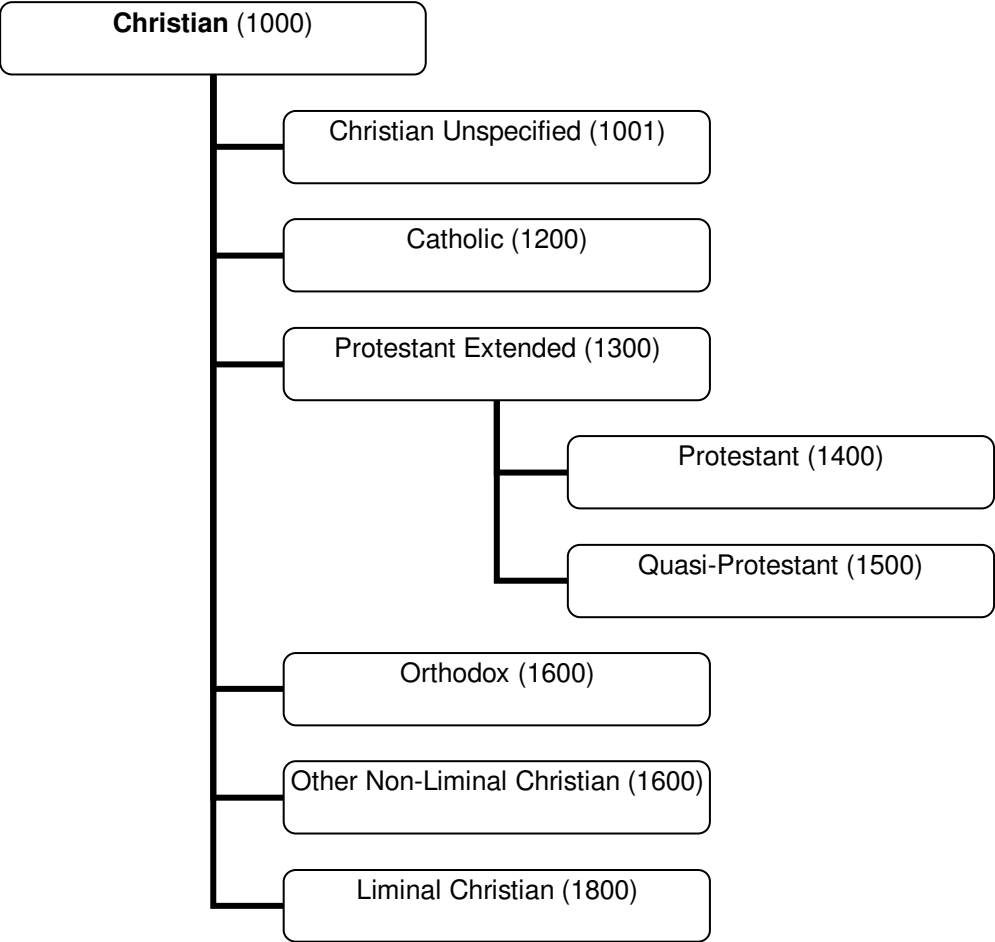 Christian (1000)
Christian Unspecified (1001)
Catholic (1200)
Protestant Extended (1300)
Protestant (1400)
Quasi-Protestant (1500)
Orthodox (1600)
Other Non-Liminal Christian (1600)
Liminal Christian (1800)